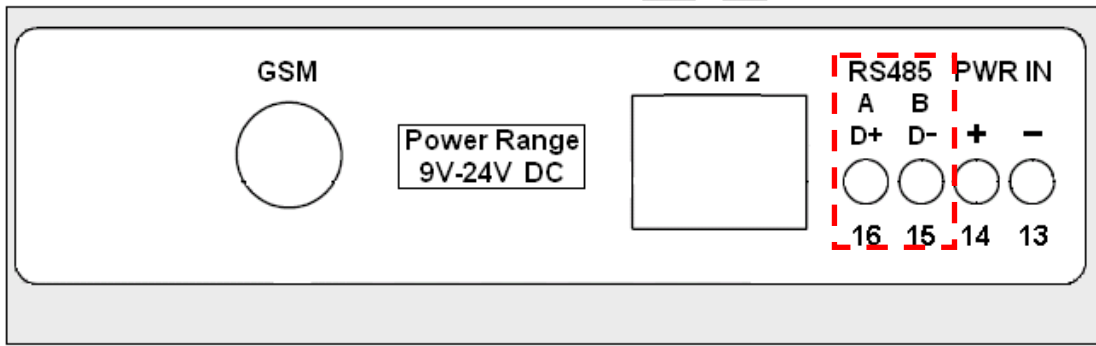 GSM
Power Range
9V-24V DC
COM 2
RS485 PWR IN
A B
D+ D- + −
16 15 14 13